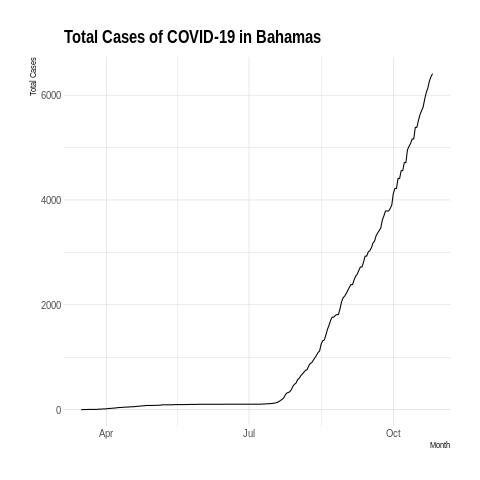 Total Cases of COVID-19 in Bahamas
Total Cases
6000
4000
2000
0
Apr Jul Oct
Month